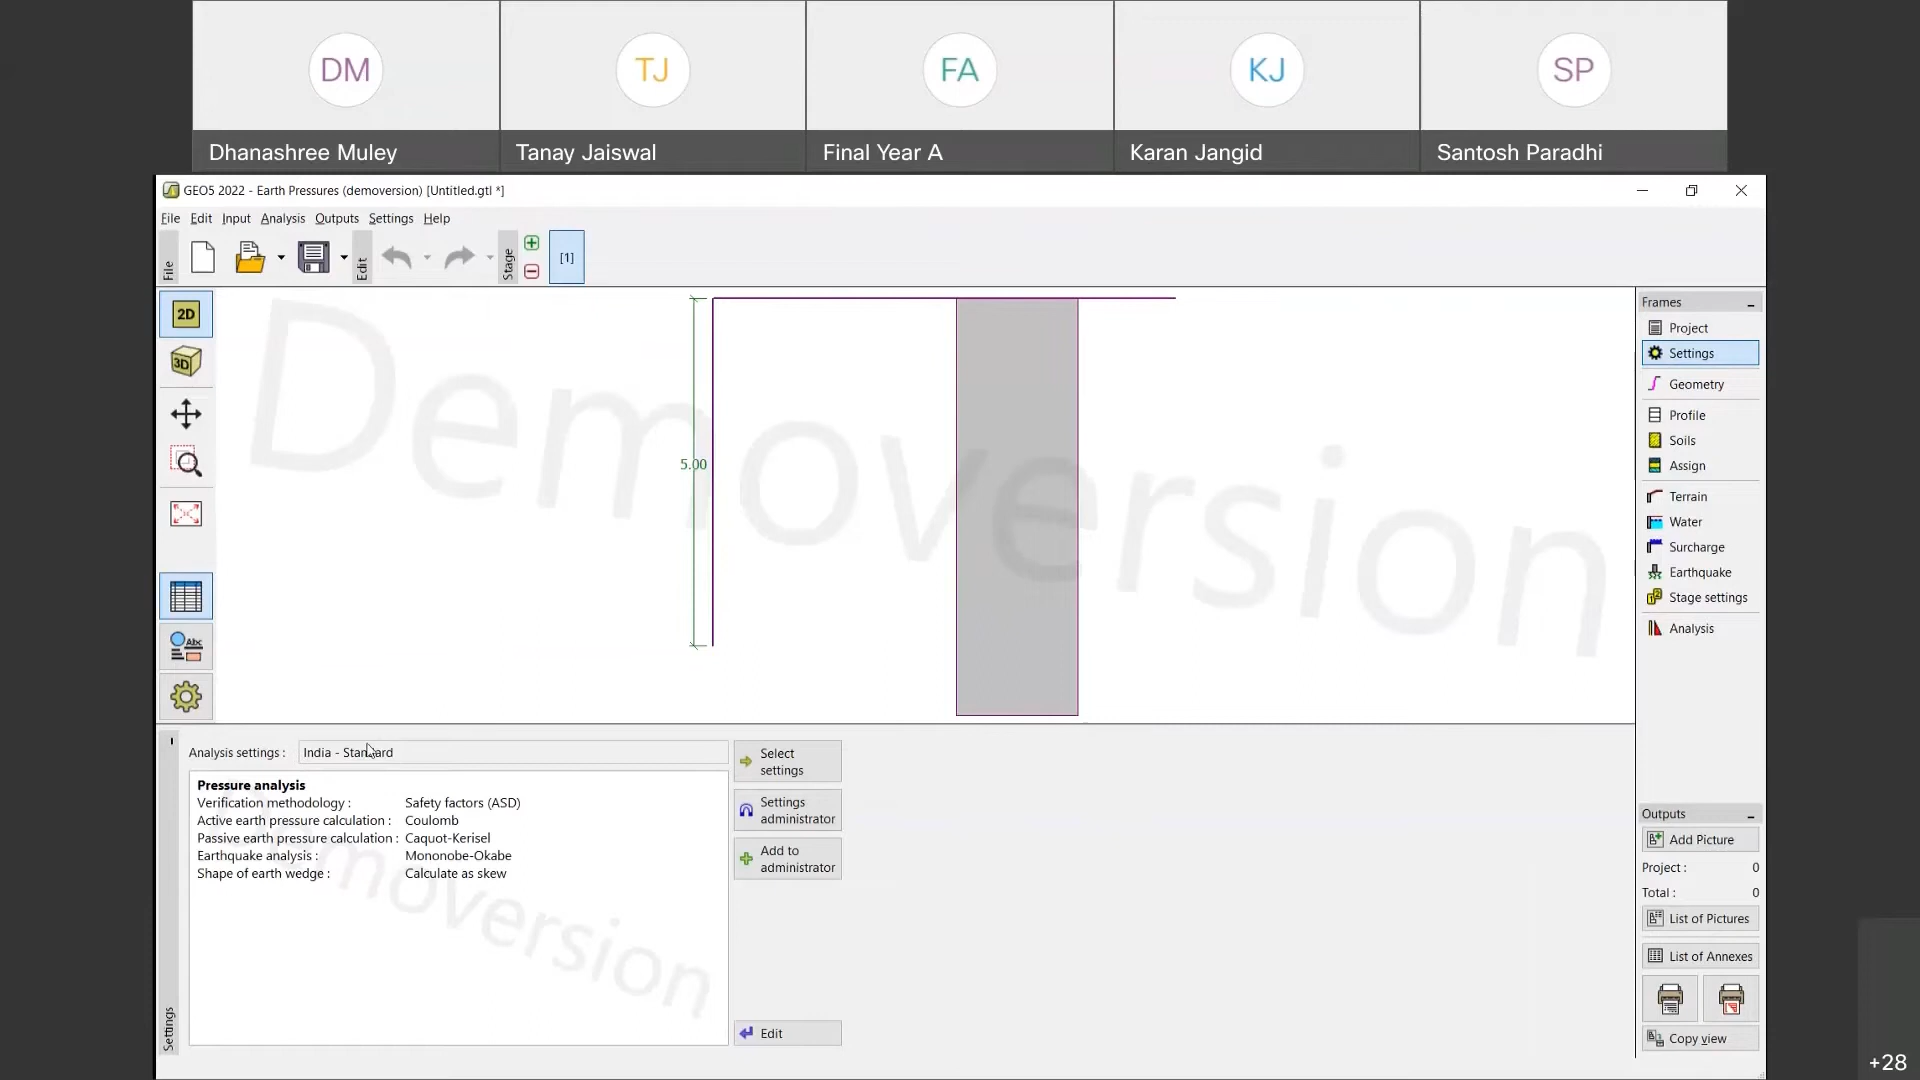 DM
TJ
FA
KJ
SP
Dhanashree Muley
Tanay Jaiswal
Final Year A
Karan Jangid
Santosh Paradhi
GEO5 2022 - Earth Pressures (demoversion) [Untitled.gtl *]
File Edit Input Analysis Outputs Settings Help
File
Edit
Stage
[1]
2D
3D
Abc
Demoversion
5.00
Frames
Project
Settings
Geometry
Profile
Soils
Assign
Terrain
Water
Surcharge
Earthquake
Stage settings
Analysis
Settings
Analysis settings : India - Standard
Pressure analysis
Verification methodology : Safety factors (ASD)
Active earth pressure calculation : Coulomb
Passive earth pressure calculation : Caquot-Kerisel
Earthquake analysis : Mononobe-Okabe
Shape of earth wedge : Calculate as skew
Demoversion
Select
settings
Settings
administrator
Add to
administrator
Edit
Outputs
Add Picture
Project : 0
Total : 0
List of Pictures
List of Annexes
Copy view
+28